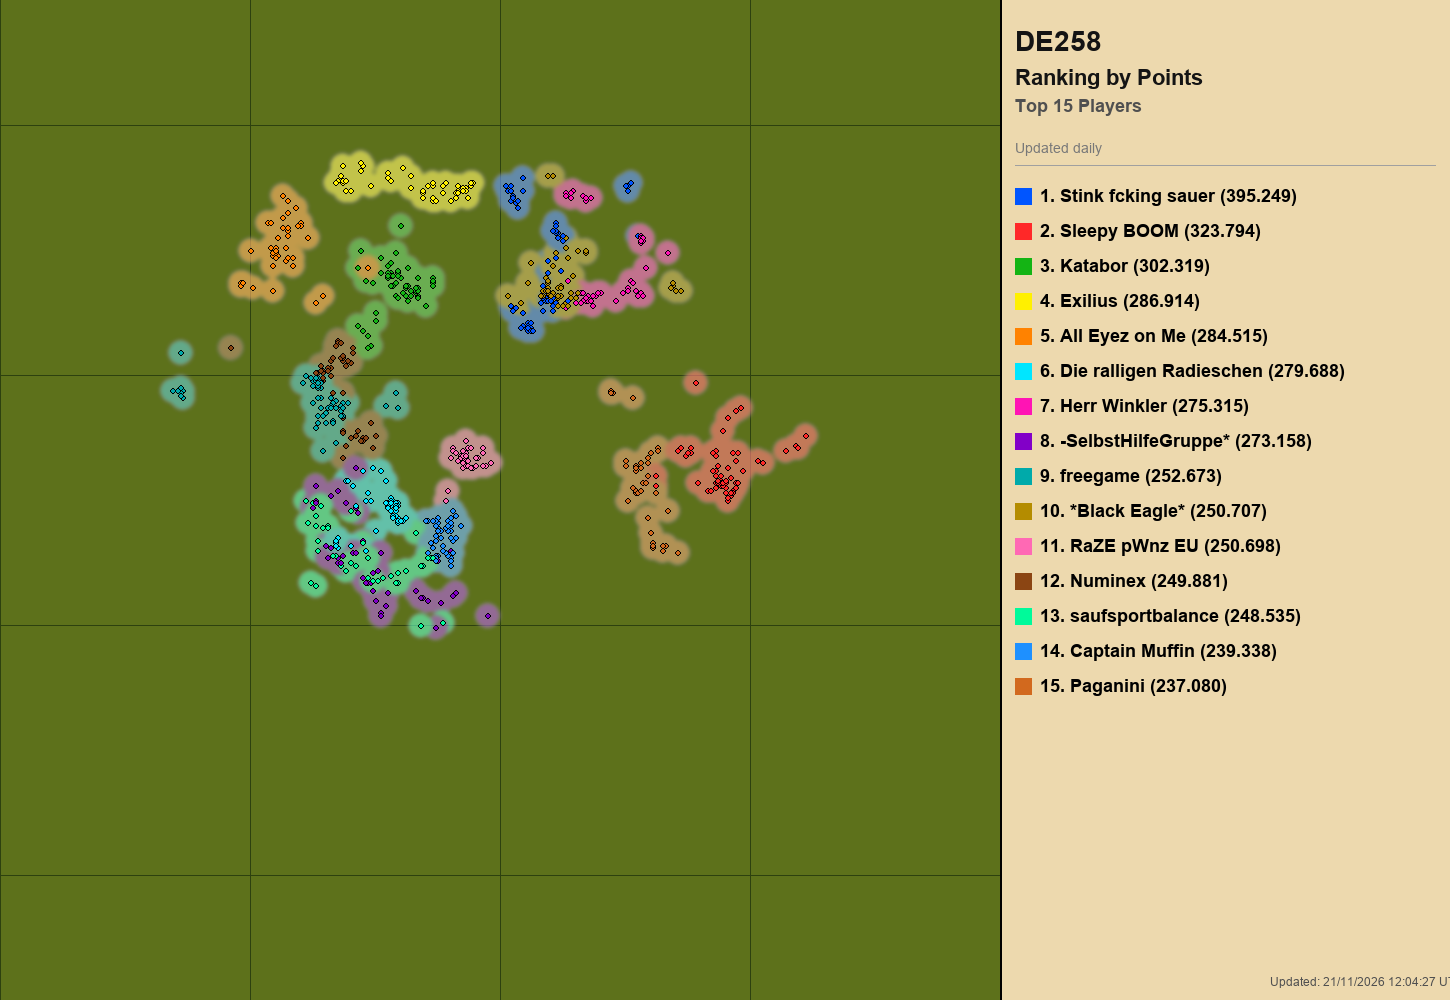 DE258
Ranking by Points
Top 15 Players
Updated daily
1. Stink fcking sauer (395.249)
2. Sleepy BOOM (323.794)
3. Katabor (302.319)
4. Exilius (286.914)
5. All Eyez on Me (284.515)
6. Die ralligen Radieschen (279.688)
7. Herr Winkler (275.315)
8. -SelbstHilfeGruppe* (273.158)
9. freegame (252.673)
10. *Black Eagle* (250.707)
11. RaZE pWnz EU (250.698)
12. Numinex (249.881)
13. saufsportbalance (248.535)
14. Captain Muffin (239.338)
15. Paganini (237.080)
Updated: 21/11/2026 12:04:27